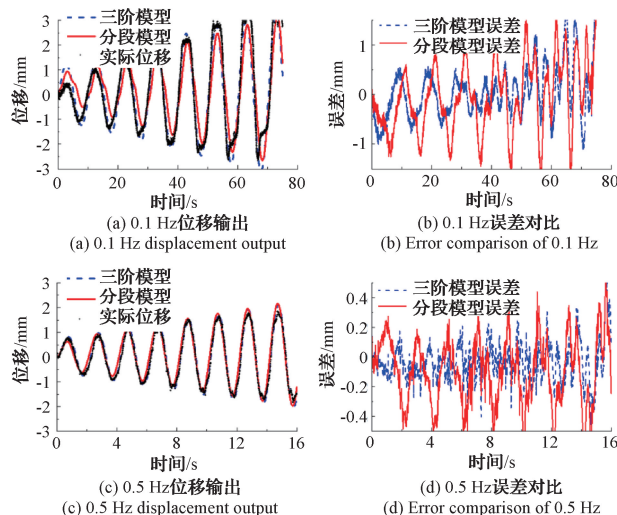 三阶模型
分段模型
实际位移
位移/mm
3
2
1
0
-1
-2
-3
0 20 40 60 80
时间/s
(a) 0.1 Hz位移输出
(a) 0.1 Hz displacement output
三阶模型误差
分段模型误差
误差/mm
1
0
-1
0 20 40 60 80
时间/s
(b) 0.1 Hz误差对比
(b) Error comparison of 0.1 Hz
三阶模型
分段模型
实际位移
位移/mm
3
2
1
0
-1
-2
-3
0 4 8 12 16
时间/s
(c) 0.5 Hz位移输出
(c) 0.5 Hz displacement output
三阶模型误差
分段模型误差
误差/mm
0.4
0.2
0
-0.2
-0.4
0 4 8 12 16
时间/s
(d) 0.5 Hz误差对比
(d) Error comparison of 0.5 Hz